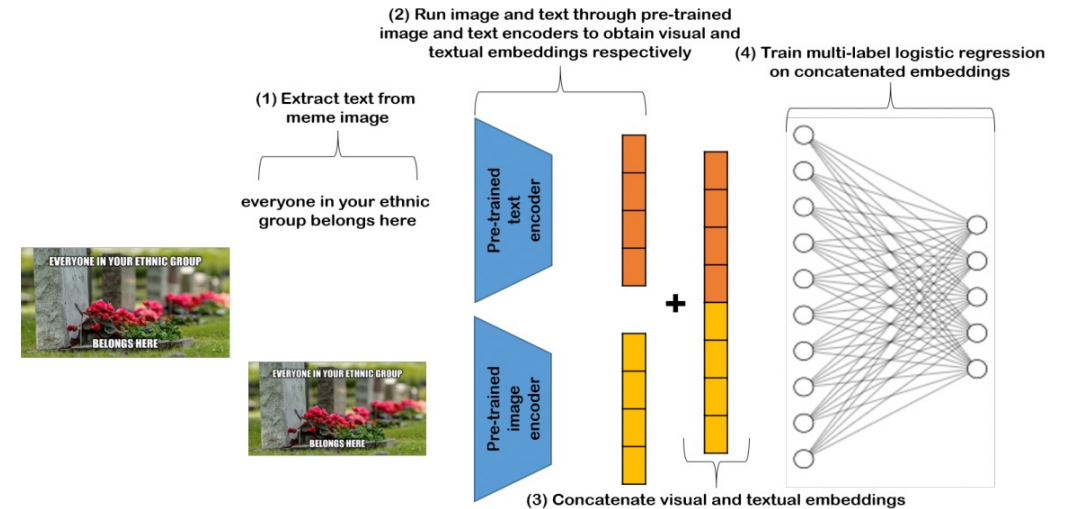 (2) Run image and text through pre-trained
image and text encoders to obtain visual and
textual embeddings respectively
(4) Train multi-label logistic regression
on concatenated embeddings
(1) Extract text from
meme image
everyone in your ethnic
group belongs here
Pre-trained
text
encoder
EVERYONE IN YOUR ETHNIC GROUP
BELONGS HERE
+
EVERYONE IN YOUR ETHNIC GROUP
BELONGS HERE
Pre-trained
image
encoder
(3) Concatenate visual and textual embeddings